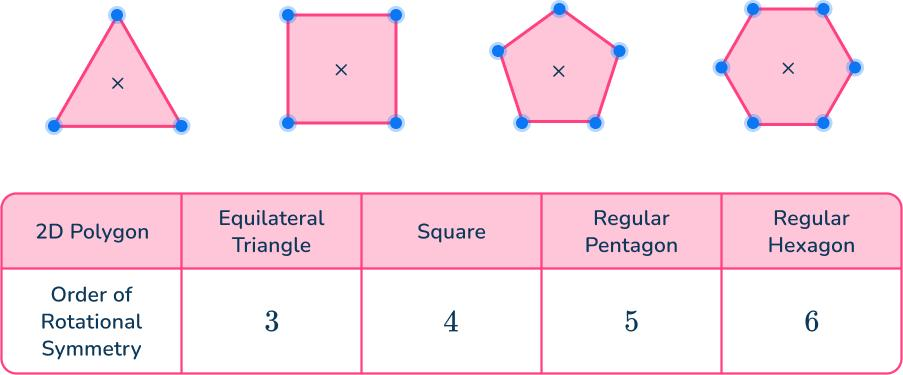 2D Polygon
Equilateral
Triangle
Square
Regular
Pentagon
Regular
Hexagon
Order of
Rotational
Symmetry
3
4
5
6